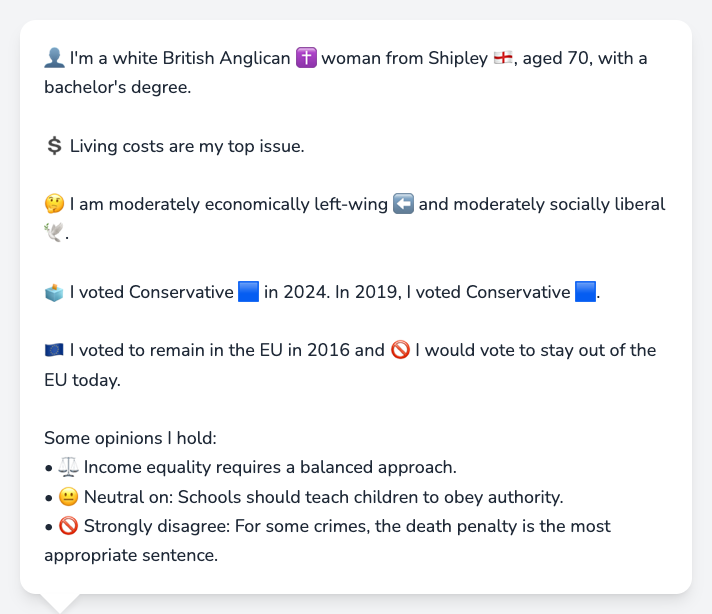 👤 I'm a white British Anglican ✝️ woman from Shipley 🏴󠁧󠁢󠁥󠁮󠁧󠁿, aged 70, with a
bachelor's degree.
💲 Living costs are my top issue.
🤔 I am moderately economically left-wing ⬅️ and moderately socially liberal
🕊️.
🗳️ I voted Conservative 🟦 in 2024. In 2019, I voted Conservative 🟦.
🇪🇺 I voted to remain in the EU in 2016 and 🚫 I would vote to stay out of the
EU today.
Some opinions I hold:
• ⚖️ Income equality requires a balanced approach.
• 😐 Neutral on: Schools should teach children to obey authority.
• 🚫 Strongly disagree: For some crimes, the death penalty is the most
appropriate sentence.